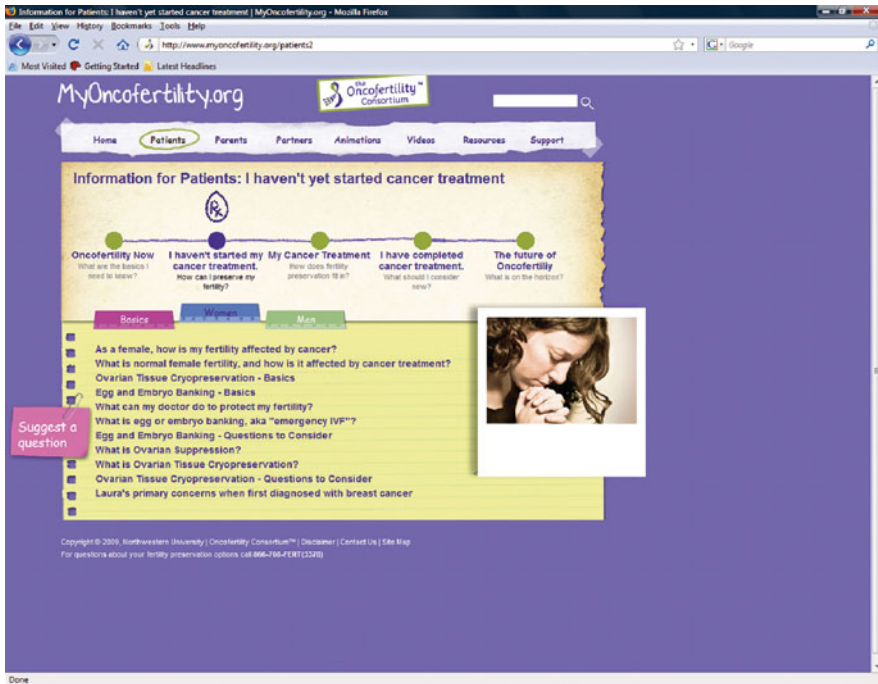 Information for Patients: I haven't yet started cancer treatment | MyOncofertility.org - Mozilla Firefox
File Edit View History Bookmarks Tools Help
http://www.myoncofertility.org/patients2
Google
Most Visited Getting Started Latest Headlines
MyOncofertility.org
the Oncofertility™
Consortium
Home Patients Parents Partners Animations Videos Resources Support
Information for Patients: I haven't yet started cancer treatment
Rx
Oncofertility Now
What are the basics I
need to know?
I haven't started my
cancer treatment.
How can I preserve my
fertility?
My Cancer Treatment
How does fertility
preservation fit in?
I have completed
cancer treatment.
What should I consider
now?
The future of
Oncofertiliy
What is on the horizon?
Basics Women Men
As a female, how is my fertility affected by cancer?
What is normal female fertility, and how is it affected by cancer treatment?
Ovarian Tissue Cryopreservation - Basics
Egg and Embryo Banking - Basics
What can my doctor do to protect my fertility?
What is egg or embryo banking, aka "emergency IVF"?
Egg and Embryo Banking - Questions to Consider
What is Ovarian Suppression?
What is Ovarian Tissue Cryopreservation?
Ovarian Tissue Cryopreservation - Questions to Consider
Laura's primary concerns when first diagnosed with breast cancer
Suggest a
question
Copyright © 2009, Northwestern University | Oncofertility Consortium™ | Disclaimer | Contact Us | Site Map
For questions about your fertility preservation options call 866-708-FERT(3378)
Done